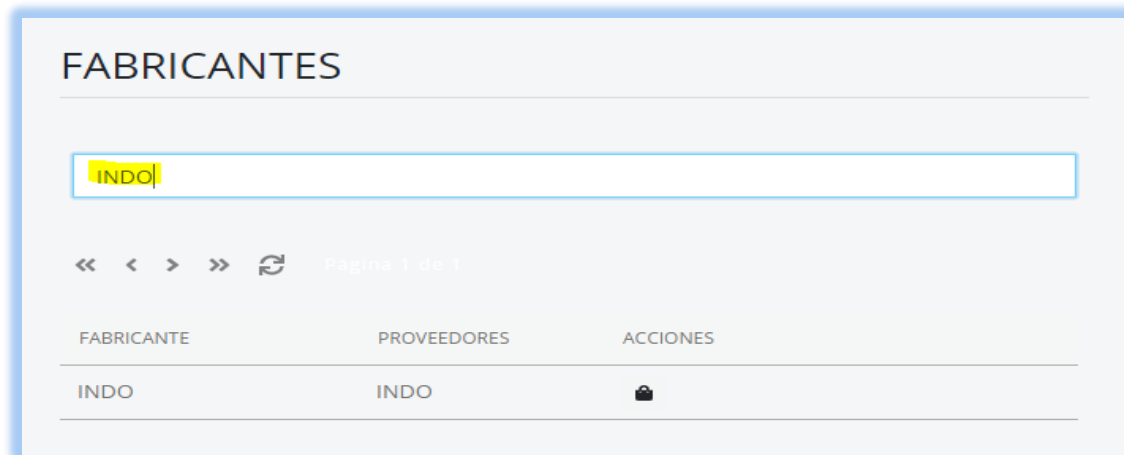 FABRICANTES
INDO
Pagina 1 de 1
FABRICANTE PROVEEDORES ACCIONES
INDO INDO